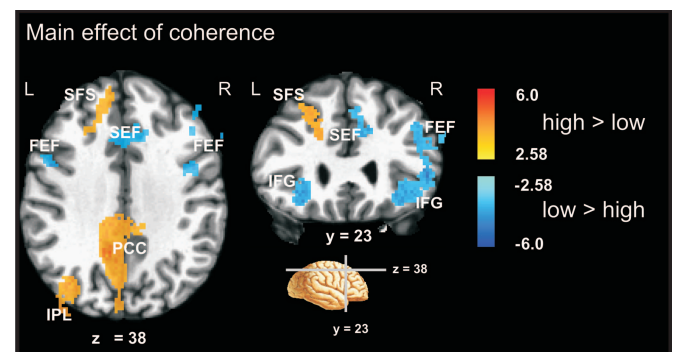 Main effect of coherence
L
SFS
R
SEF
FEF
FEF
PCC
IPL
z = 38
L
SFS
R
SEF
FEF
IFG
IFG
y = 23
z = 38
y = 23
6.0
high > low
2.58
-2.58
low > high
-6.0